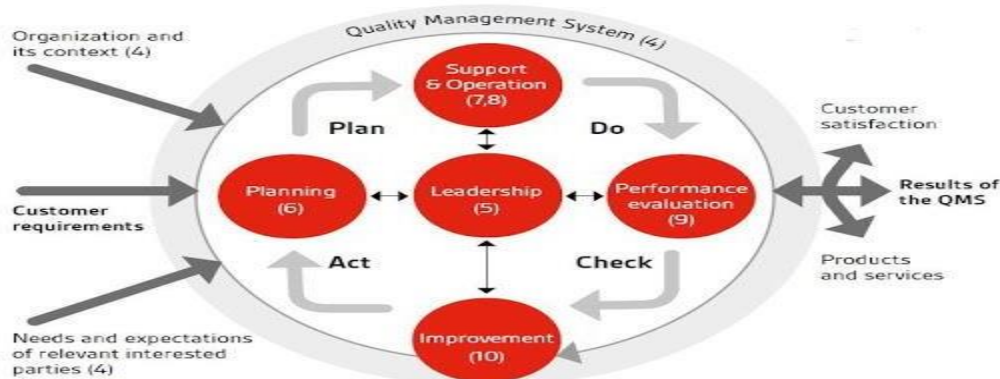 Quality Management System (4)
Organization and
its context (4)
Support
& Operation
(7,8)
Plan
Do
Customer
satisfaction
Planning
(6)
Leadership
(5)
Performance
evaluation
(9)
Results of
the QMS
Customer
requirements
Act
Check
Products
and services
Improvement
(10)
Needs and expectations
of relevant interested
parties (4)